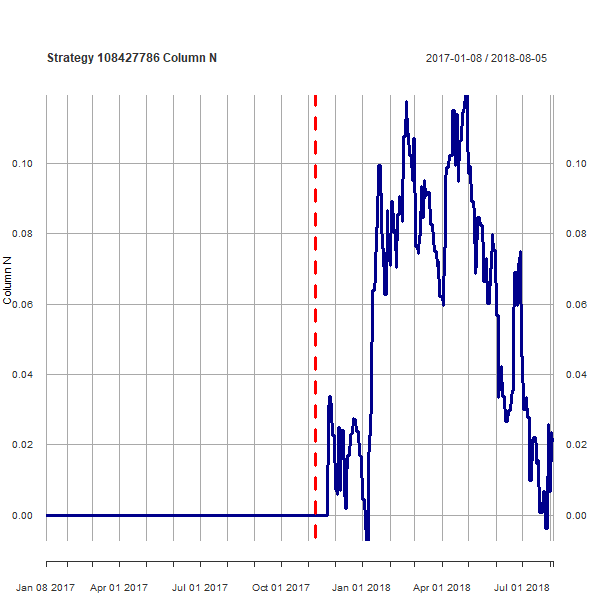 Strategy 108427786 Column N
2017-01-08 / 2018-08-05
0.10
0.08
0.06
0.04
0.02
0.00
Column N
0.10
0.08
0.06
0.04
0.02
0.00
Jan 08 2017
Apr 01 2017
Jul 01 2017
Oct 01 2017
Jan 01 2018
Apr 01 2018
Jul 01 2018